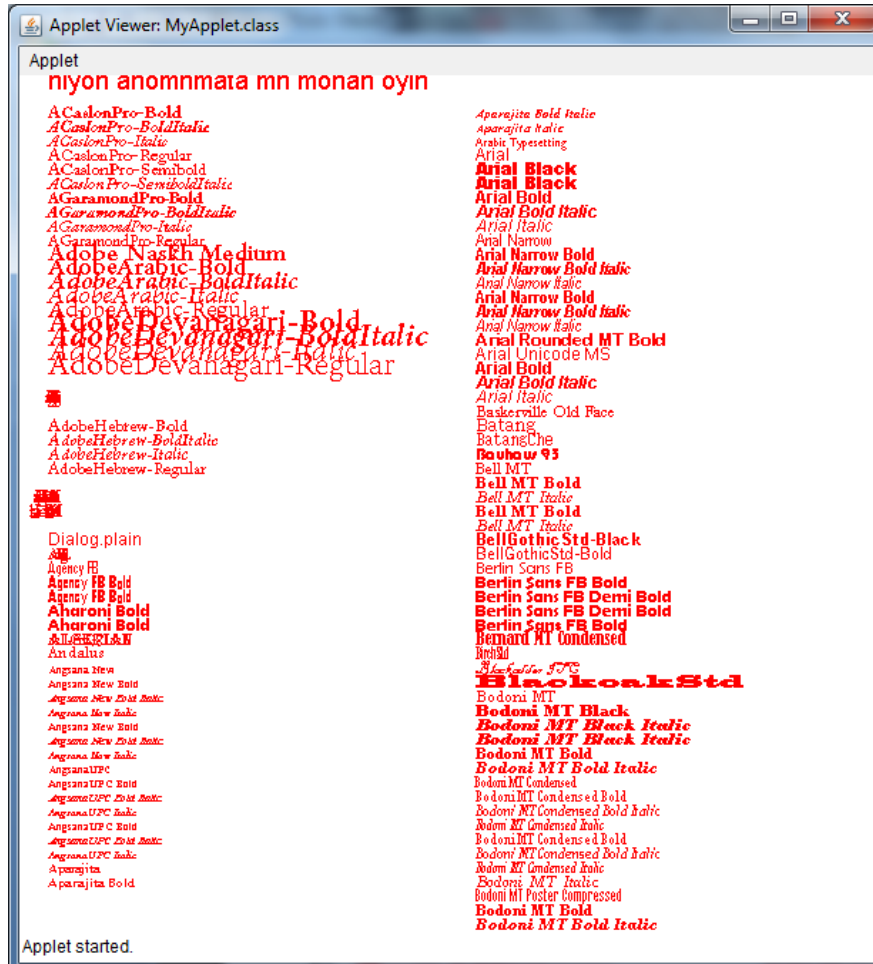 Applet Viewer: MyApplet.class
Applet
niyon anomnmata mn monan oyin
ACaslonPro-Bold
ACaslonPro-BoldItalic
ACaslonPro-Italic
ACaslonPro-Regular
ACaslonPro-Semibold
ACaslonPro-SemiboldItalic
AGaramondPro-Bold
AGaramondPro-BoldItalic
AGaramondPro-Italic
AGaramondPro-Regular
Adobe Naskh Medium
AdobeArabic-Bold
AdobeArabic-BoldItalic
AdobeArabic-Italic
AdobeArabic-Regular
AdobeDevanagari-Bold
AdobeDevanagari-BoldItalic
AdobeDevanagari-Italic
AdobeDevanagari-Regular
AdobeHebrew-Bold
AdobeHebrew-BoldItalic
AdobeHebrew-Italic
AdobeHebrew-Regular
Dialog.plain
Agency FB
Agency FB Bold
Agency FB Bold
Aharoni Bold
Aharoni Bold
ALGERIAN
Andalus
Angsana New
Angsana New Bold
Angsana New Bold Italic
Angsana New Italic
Angsana New Bold
Angsana New Bold Italic
Angsana New Italic
AngsanaUPC
AngsanaUPC Bold
AngsanaUPC Bold Italic
AngsanaUPC Italic
AngsanaUPC Bold
AngsanaUPC Bold Italic
AngsanaUPC Italic
Aparajita
Aparajita Bold
Aparajita Bold Italic
Aparajita Italic
Arabic Typesetting
Arial
Arial Black
Arial Black
Arial Bold
Arial Bold Italic
Arial Italic
Arial Narrow
Arial Narrow Bold
Arial Narrow Bold Italic
Arial Narrow Italic
Arial Narrow Bold
Arial Narrow Bold Italic
Arial Narrow Italic
Arial Rounded MT Bold
Arial Unicode MS
Arial Bold
Arial Bold Italic
Arial Italic
Baskerville Old Face
Batang
BatangChe
Bauhaus 93
Bell MT
Bell MT Bold
Bell MT Italic
Bell MT Bold
Bell MT Italic
BellGothicStd-Black
BellGothicStd-Bold
Berlin Sans FB
Berlin Sans FB Bold
Berlin Sans FB Demi Bold
Berlin Sans FB Demi Bold
Berlin Sans FB Bold
Bernard MT Condensed
BirchStd
Blackadder ITC
BlackoakStd
Bodoni MT
Bodoni MT Black
Bodoni MT Black Italic
Bodoni MT Black Italic
Bodoni MT Bold
Bodoni MT Bold Italic
Bodoni MT Condensed
Bodoni MT Condensed Bold
Bodoni MT Condensed Bold Italic
Bodoni MT Condensed Italic
Bodoni MT Condensed Bold
Bodoni MT Condensed Bold Italic
Bodoni MT Condensed Italic
Bodoni MT Italic
Bodoni MT Poster Compressed
Bodoni MT Bold
Bodoni MT Bold Italic
Applet started.